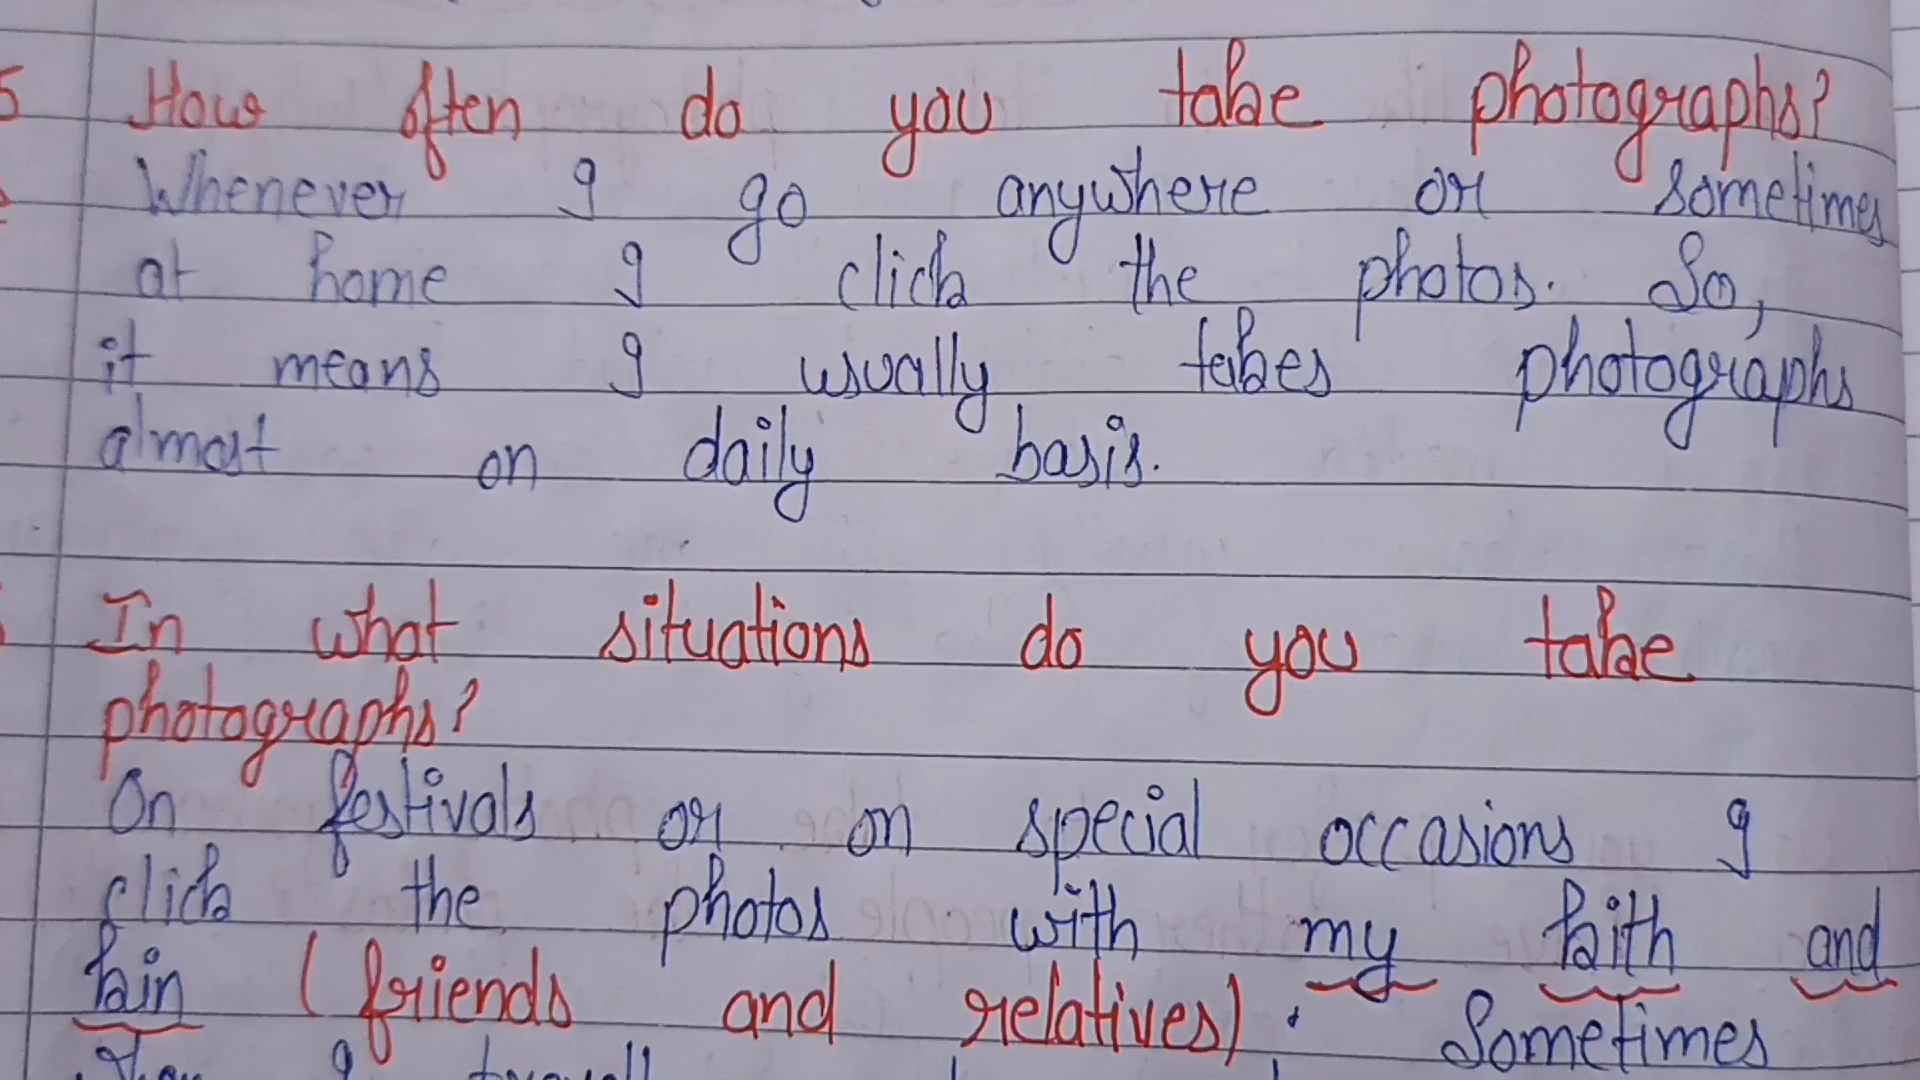 5 How often do you take photographs?
Whenever I go anywhere or sometimes
at home I click the photos. So,
it means I usually takes photographs
almost on daily basis.
In what situations do you take
photographs?
On festivals or on special occasions I
click the photos with my kith and
kin (friends and relatives). Sometimes
I